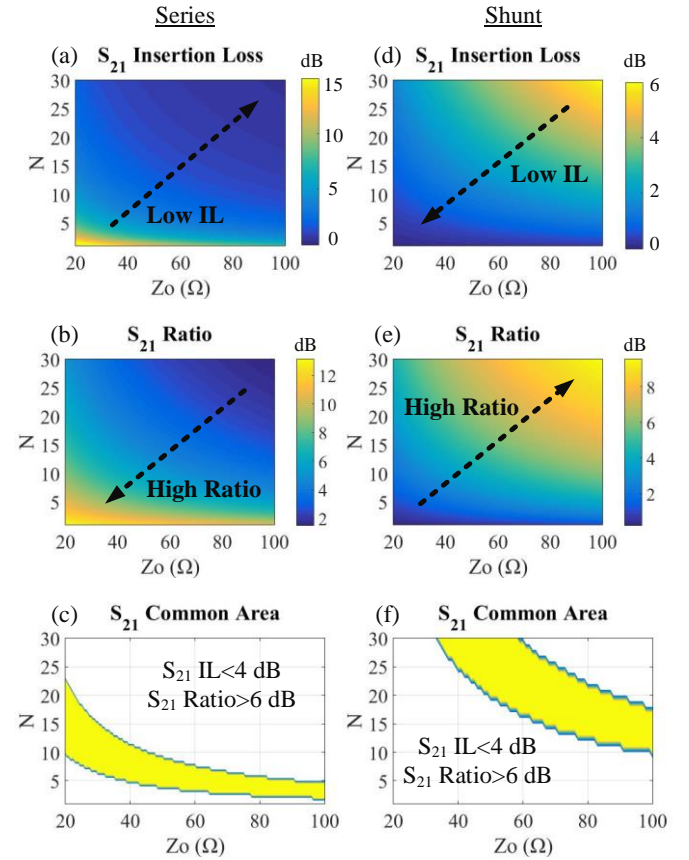 Series
Shunt
(a)
S21 Insertion Loss
dB
N
30
25
20
15
10
5
Low IL
20 40 60 80 100
Zo (Ω)
15
10
5
0
(d)
S21 Insertion Loss
dB
N
30
25
20
15
10
5
Low IL
20 40 60 80 100
Zo (Ω)
6
4
2
0
(b)
S21 Ratio
dB
N
30
25
20
15
10
5
High Ratio
20 40 60 80 100
Zo (Ω)
12
10
8
6
4
2
(e)
S21 Ratio
dB
N
30
25
20
15
10
5
High Ratio
20 40 60 80 100
Zo (Ω)
8
6
4
2
(c)
S21 Common Area
N
30
25
20
15
10
5
S21 IL<4 dB
S21 Ratio>6 dB
20 40 60 80 100
Zo (Ω)
(f)
S21 Common Area
N
30
25
20
15
10
5
S21 IL<4 dB
S21 Ratio>6 dB
20 40 60 80 100
Zo (Ω)